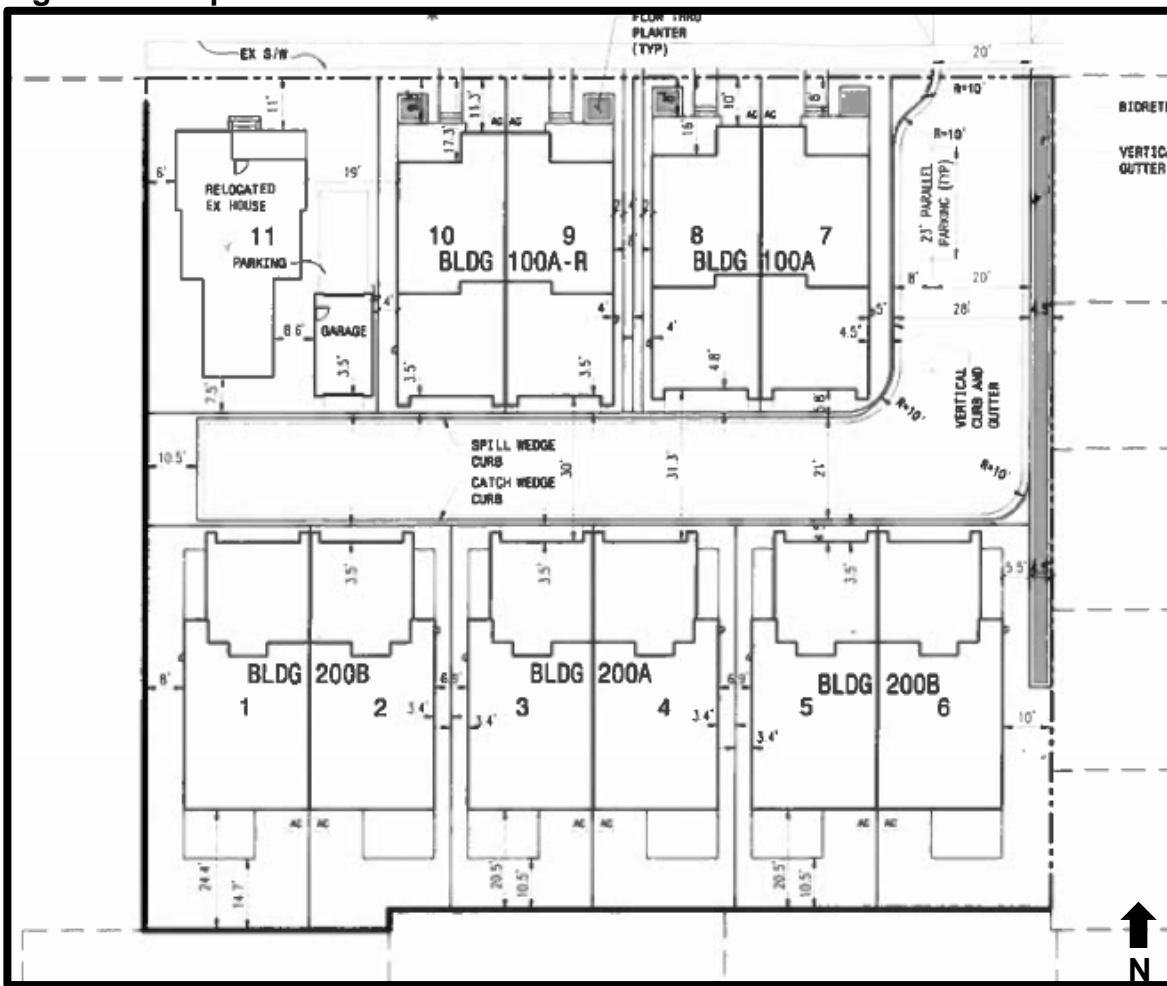 FLOW THRU
PLANTER
(TYP)
EX S/W
20'
R=10'
R=10'
BIORETE
VERTICA
GUTTER
11'
11.3'
17.3'
AC AC
10'
16'
AC AC
8'
6'
19'
RELOCATED
EX HOUSE
11
PARKING
10
9
BLDG 100A-R
8
7
BLDG 100A
23' PARALLEL
PARKING (TYP)
8'
20'
28'
4.5'
5'
4.5'
4'
4'
4'
8.6'
GARAGE
3.5'
3.5'
3.5'
4.8'
7.5'
R=10'
VERTICAL
CURB AND
GUTTER
R=10'
10.5'
SPILL WEDGE
CURB
CATCH WEDGE
CURB
30'
31.3'
21'
3.5'
3.5'
3.5'
5.5'
BLDG 200B
1
2
BLDG 200A
3
4
BLDG 200B
5
6
8'
3.4'
3.4'
3.4'
3.4'
10'
AC AC
AC AC
AC AC
24.4'
14.7'
20.5'
10.5'
20.5'
10.5'
N